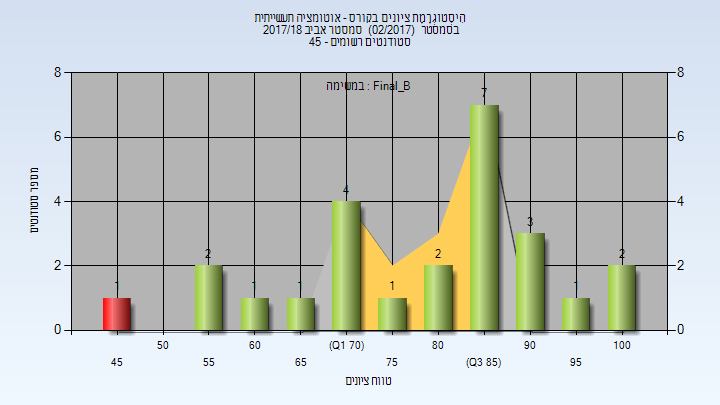 היסטוגרמת ציונים בקורס - אוטומציה תעשייתית
בסמסטר (02/2017) סמסטר אביב 2017/18
סטודנטים רשומים - 45
במשימה : Final_B
מספר סטודנטים
8 8
6 6
4 4
2 2
0 0
1 2 1 1 4 1 2 7 3 1 2
45 50 55 60 65 (Q1 70) 75 80 (Q3 85) 90 95 100
טווח ציונים